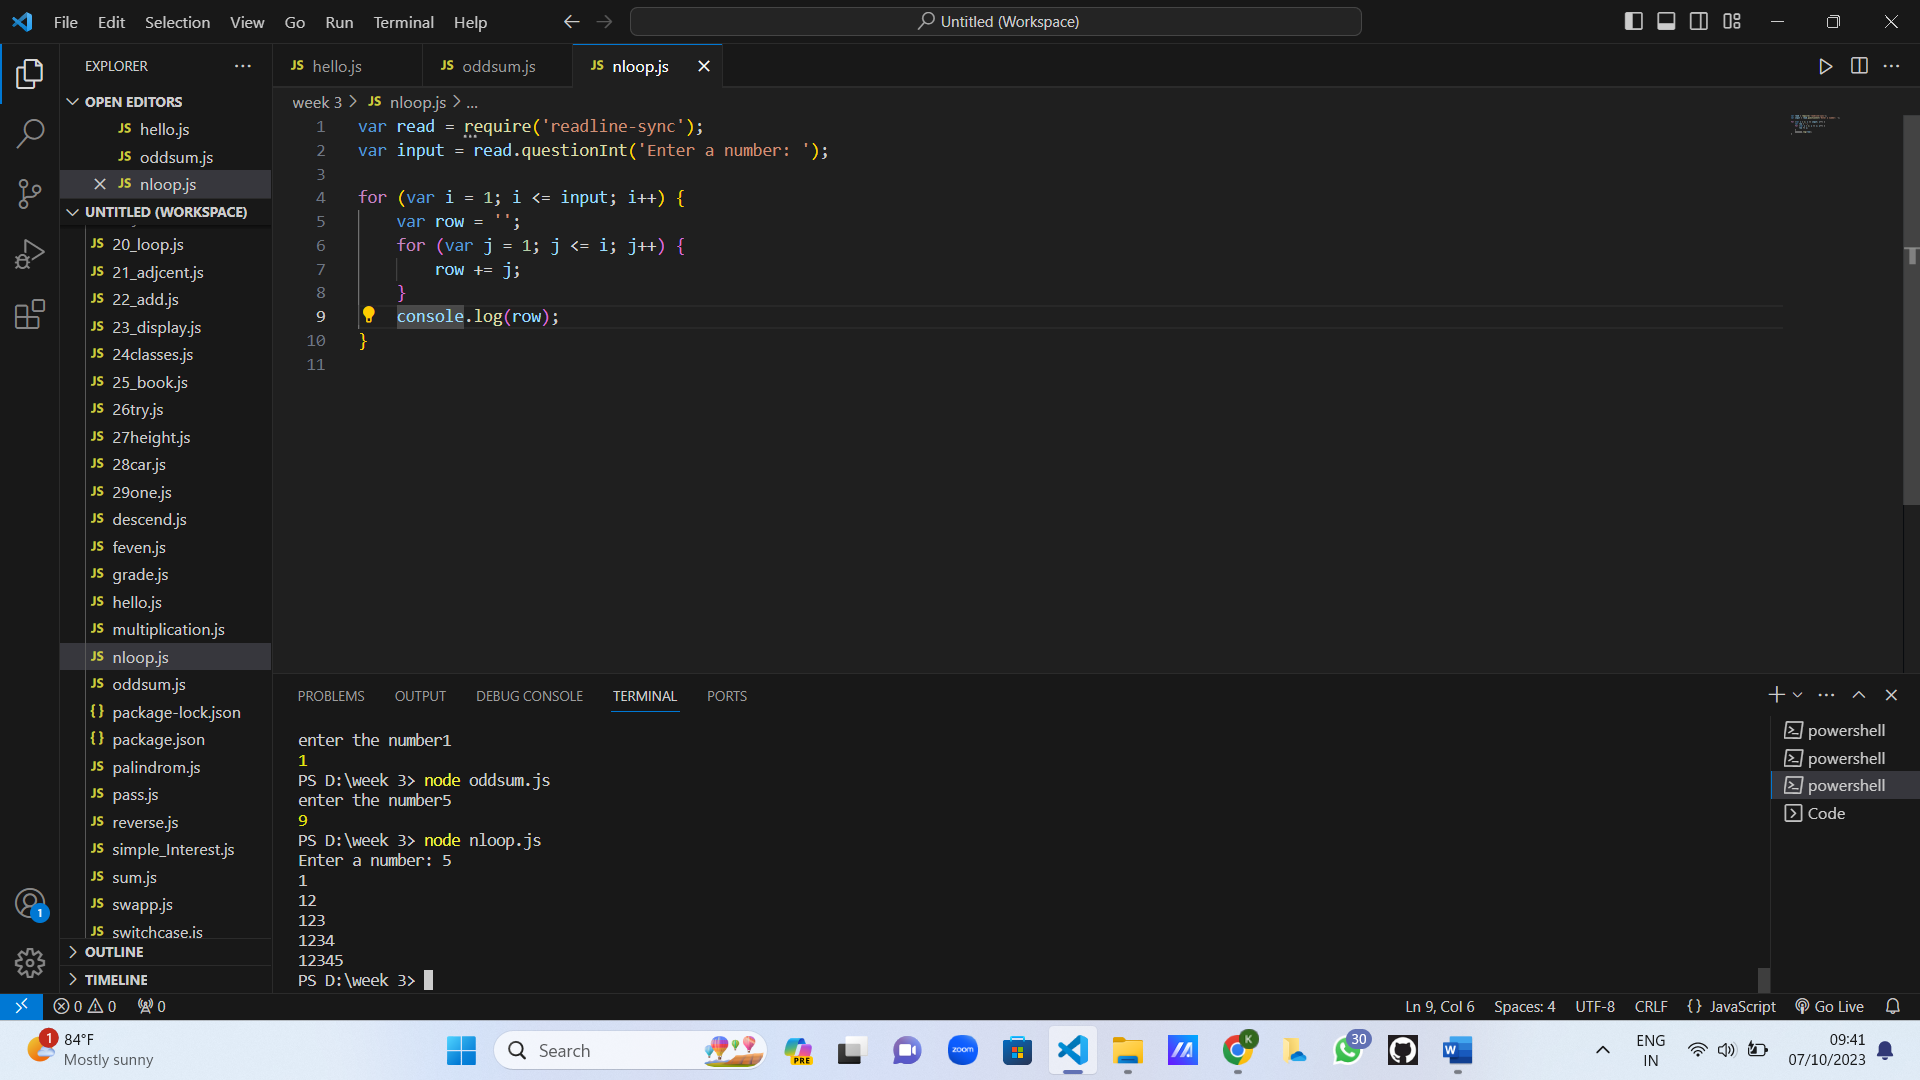 File Edit Selection View Go Run Terminal Help
Untitled (Workspace)
EXPLORER
OPEN EDITORS
JS hello.js
JS oddsum.js
JS nloop.js
UNTITLED (WORKSPACE)
JS 20_loop.js
JS 21_adjcent.js
JS 22_add.js
JS 23_display.js
JS 24classes.js
JS 25_book.js
JS 26try.js
JS 27height.js
JS 28car.js
JS 29one.js
JS descend.js
JS feven.js
JS grade.js
JS hello.js
JS multiplication.js
JS nloop.js
JS oddsum.js
{} package-lock.json
{} package.json
JS palindrom.js
JS pass.js
JS reverse.js
JS simple_Interest.js
JS sum.js
JS swapp.js
JS switchcase.js
OUTLINE
TIMELINE
JS hello.js JS oddsum.js JS nloop.js
week 3 > JS nloop.js > ...
1 var read = require('readline-sync');
2 var input = read.questionInt('Enter a number: ');
3
4 for (var i = 1; i <= input; i++) {
5 var row = '';
6 for (var j = 1; j <= i; j++) {
7 row += j;
8 }
9 console.log(row);
10 }
11
PROBLEMS OUTPUT DEBUG CONSOLE TERMINAL PORTS
enter the number1
1
PS D:\week 3> node oddsum.js
enter the number5
9
PS D:\week 3> node nloop.js
Enter a number: 5
1
12
123
1234
12345
PS D:\week 3>
powershell
powershell
powershell
Code
1
0 0 0
Ln 9, Col 6 Spaces: 4 UTF-8 CRLF {} JavaScript Go Live
1
84°F
Mostly sunny
Search
PRE
zoom
K
30
W
ENG
IN
09:41
07/10/2023